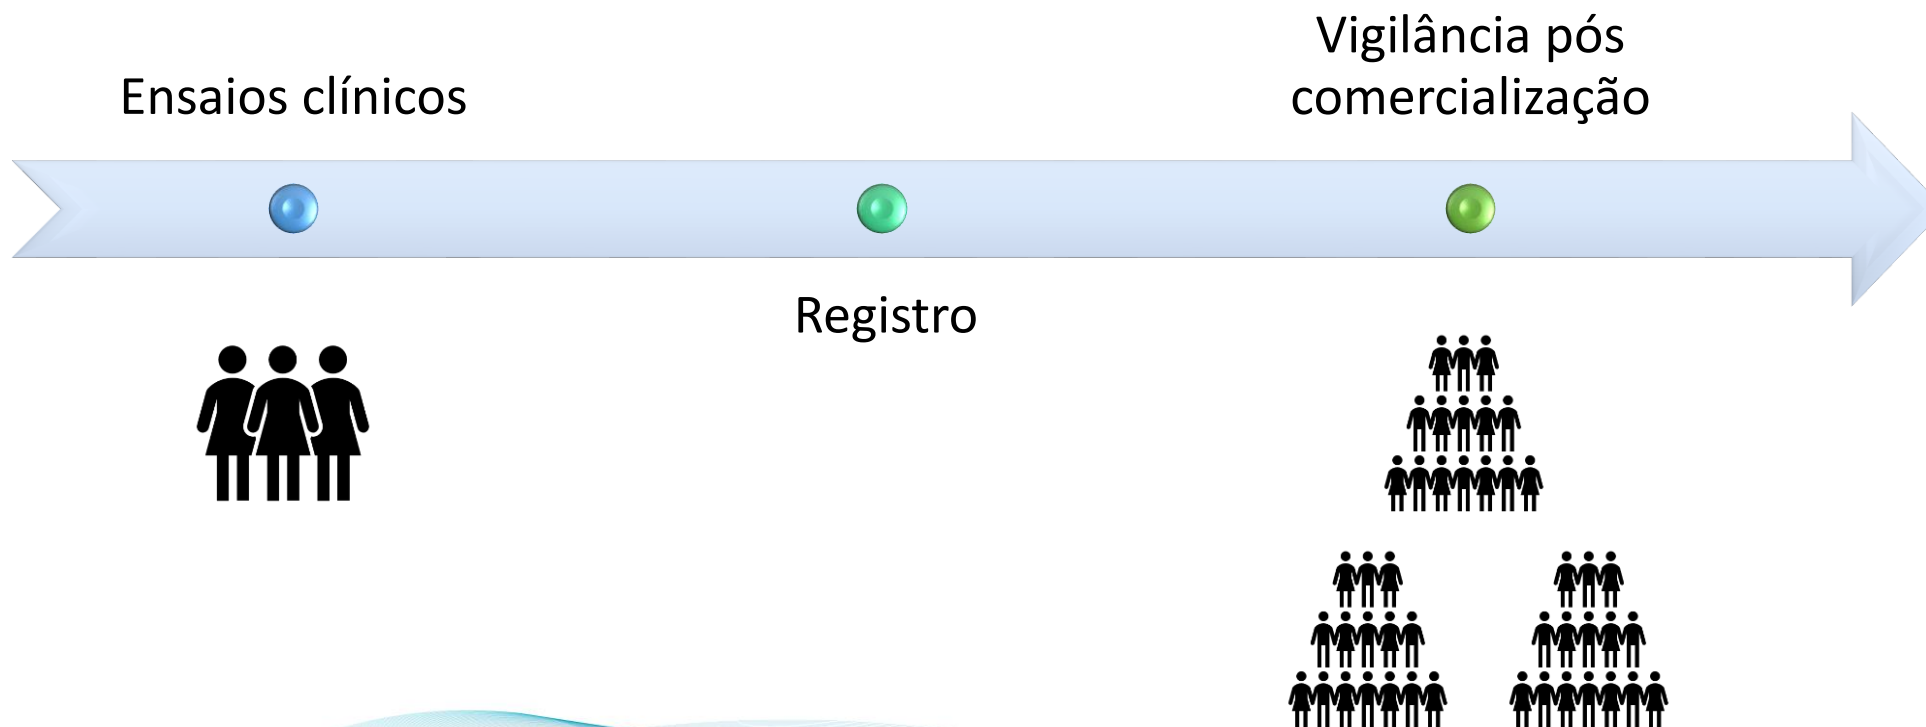 Ensaios clínicos
Vigilância pós
comercialização
Registro